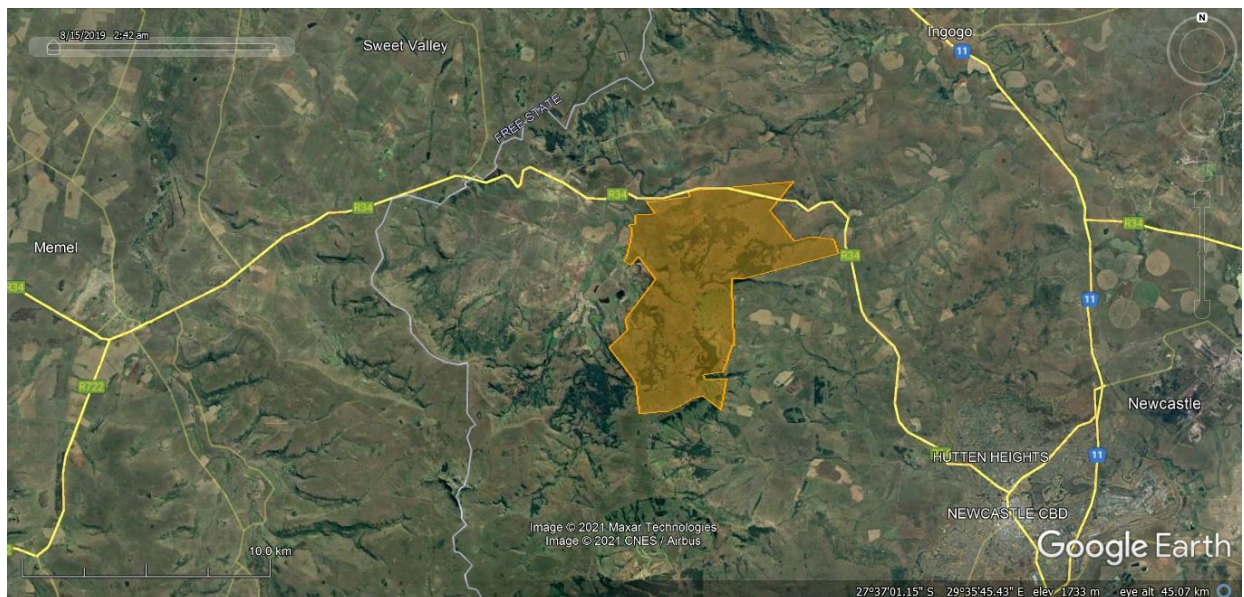 8/15/2019 2:42 am
N
Sweet Valley
Ingogo
11
FREE STATE
R34
R34
R34
Memel
R34
R34
11
R722
Newcastle
HUTTEN HEIGHTS
11
NEWCASTLE CBD
Image © 2021 Maxar Technologies
Image © 2021 CNES / Airbus
10.0 km
Google Earth
27°37'01.15" S 29°35'45.43" E elev 1733 m eye alt 45.07 km